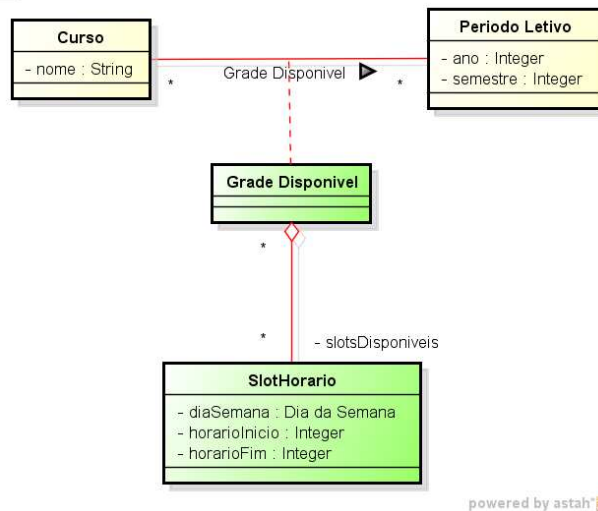 Curso
- nome : String
Periodo Letivo
- ano : Integer
- semestre : Integer
*
Grade Disponivel
*
Grade Disponivel
*
*
- slotsDisponiveis
SlotHorario
- diaSemana : Dia da Semana
- horarioInicio : Integer
- horarioFim : Integer
powered by astah*